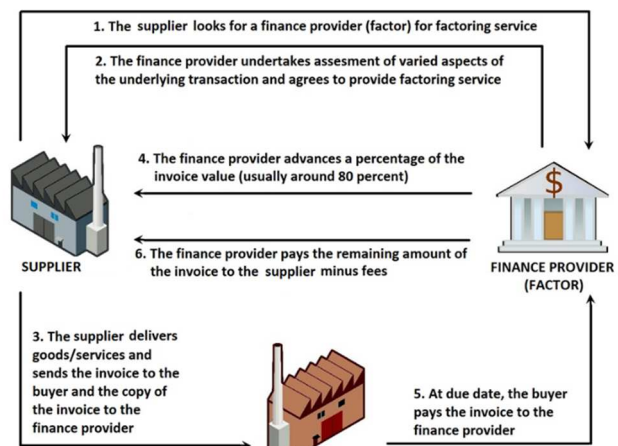 1. The supplier looks for a finance provider (factor) for factoring service
2. The finance provider undertakes assesment of varied aspects of
the underlying transaction and agrees to provide factoring service
4. The finance provider advances a percentage of the
invoice value (usually around 80 percent)
$
6. The finance provider pays the remaining amount of
the invoice to the supplier minus fees
SUPPLIER
FINANCE PROVIDER
(FACTOR)
3. The supplier delivers
goods/services and
sends the invoice to the
buyer and the copy of
the invoice to the
finance provider
5. At due date, the buyer
pays the invoice to the
finance provider